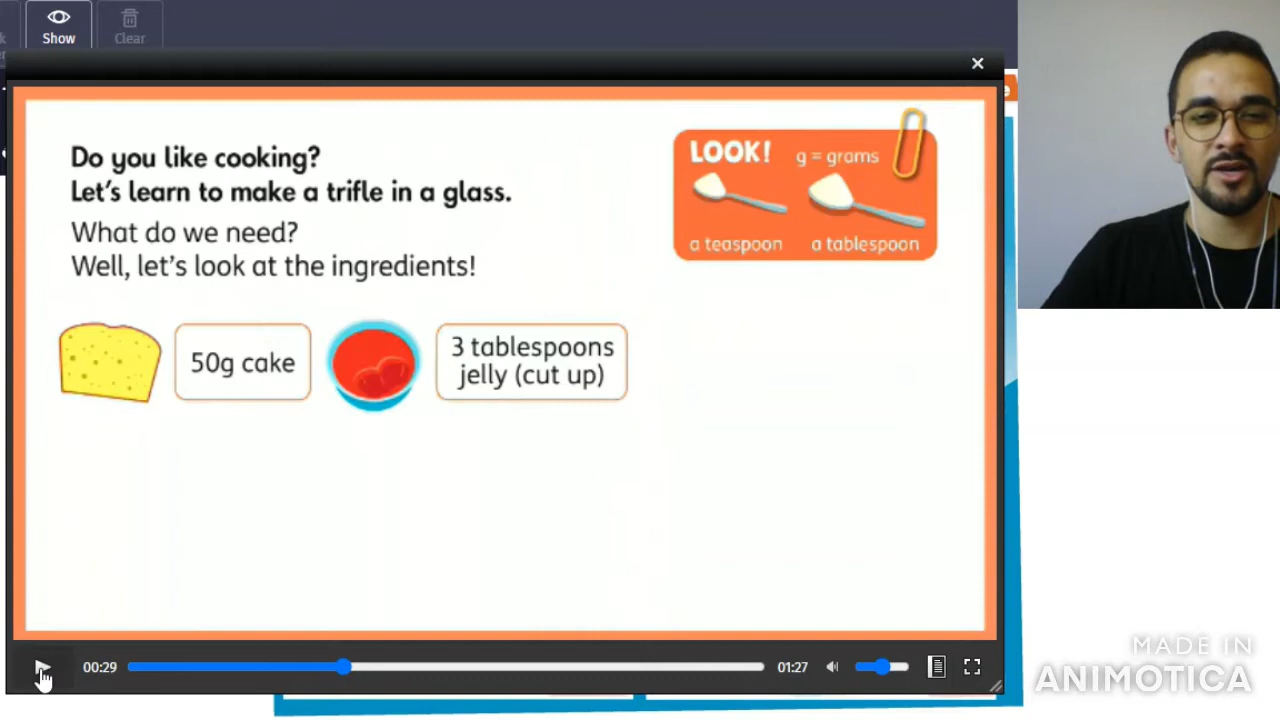 Show
Clear
Do you like cooking?
Let's learn to make a trifle in a glass.
What do we need?
Well, let's look at the ingredients!
LOOK!
g = grams
a teaspoon
a tablespoon
50g cake
3 tablespoons
jelly (cut up)
00:29
01:27
MADE IN
ANIMOTICA